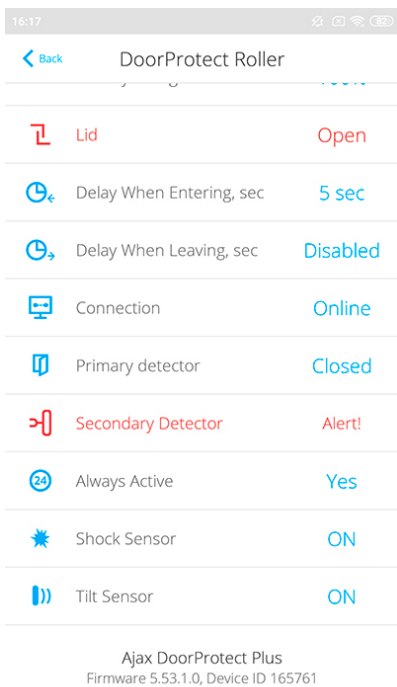 16:17
82
Back
DoorProtect Roller
Lid Open
Delay When Entering, sec 5 sec
Delay When Leaving, sec Disabled
Connection Online
Primary detector Closed
Secondary Detector Alert!
24 Always Active Yes
Shock Sensor ON
Tilt Sensor ON
Ajax DoorProtect Plus
Firmware 5.53.1.0, Device ID 165761